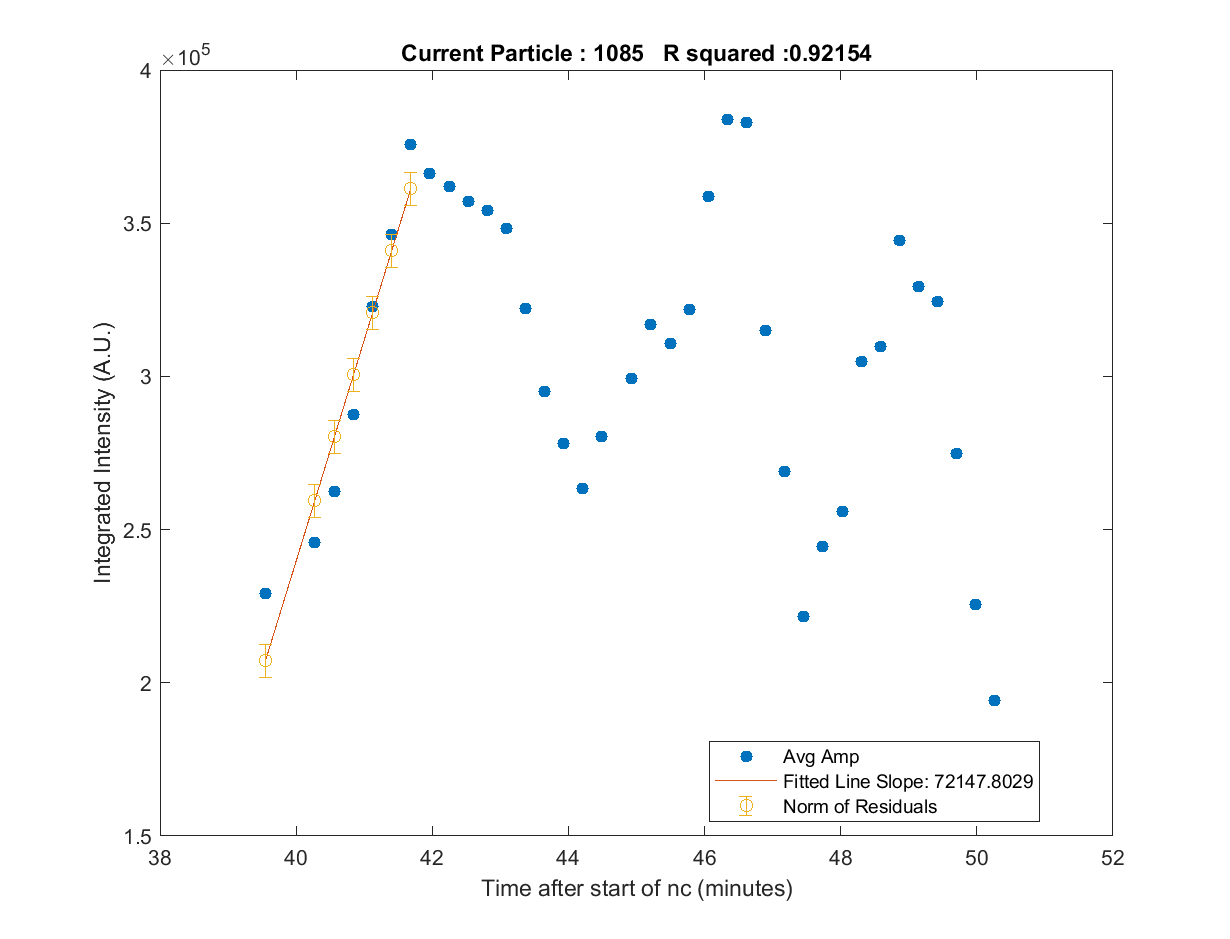 Current Particle : 1085 R squared :0.92154
×10^5
4
3.5
3
2.5
2
1.5
Integrated Intensity (A.U.)
38 40 42 44 46 48 50 52
Time after start of nc (minutes)
Avg Amp
Fitted Line Slope: 72147.8029
Norm of Residuals